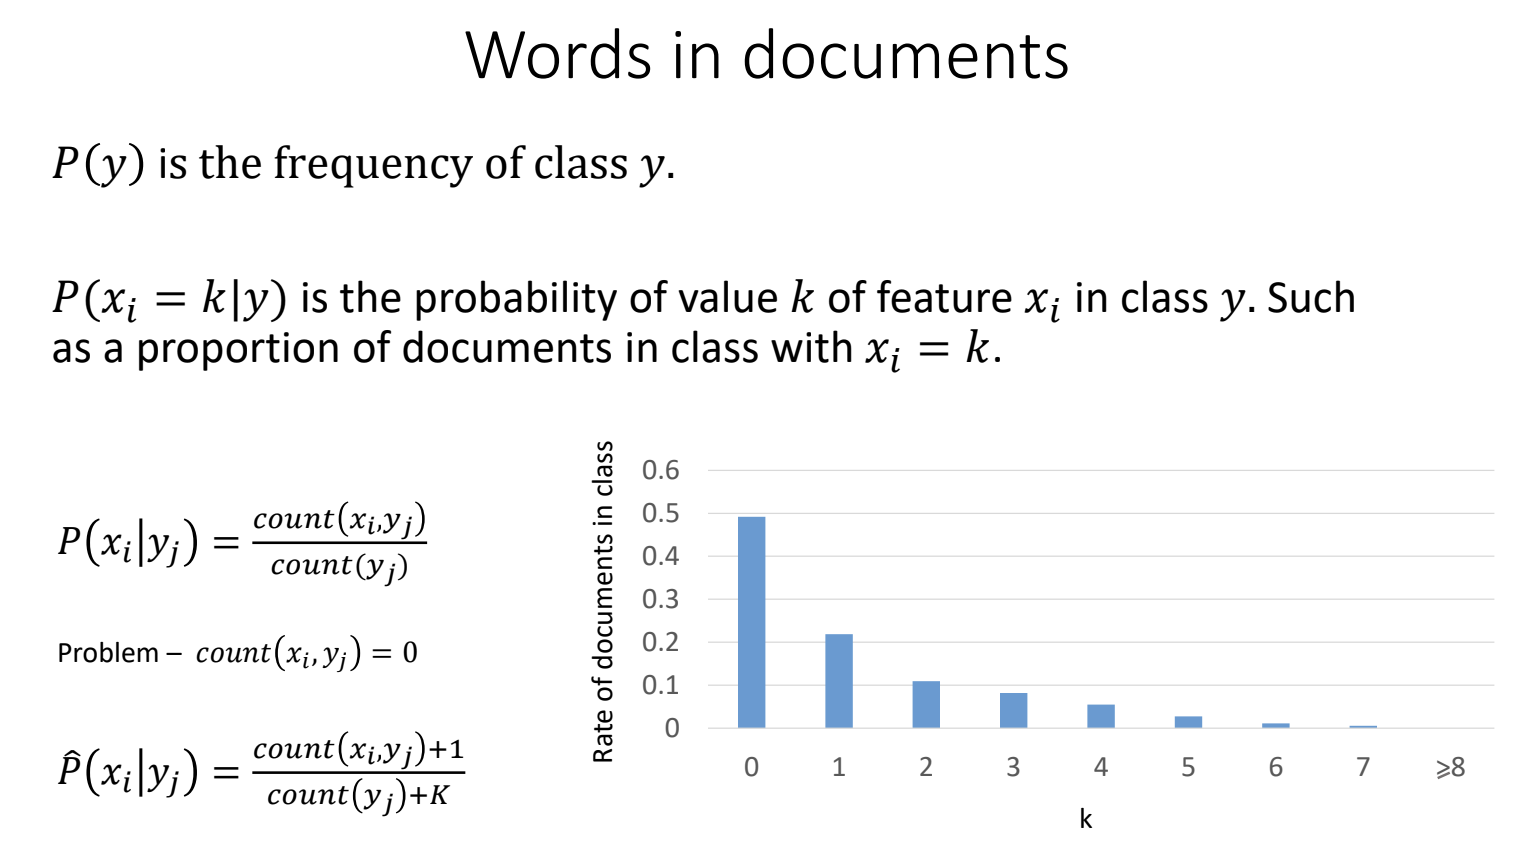 Words in documents
P(y) is the frequency of class y.
P(x_i = k|y) is the probability of value k of feature x_i in class y. Such
as a proportion of documents in class with x_i = k.
P(x_i|y_j) = count(x_i,y_j) / count(y_j)
Problem – count(x_i, y_j) = 0
P̂(x_i|y_j) = count(x_i,y_j)+1 / count(y_j)+K
Rate of documents in class
0.6
0.5
0.4
0.3
0.2
0.1
0
0 1 2 3 4 5 6 7 ⩾8
k